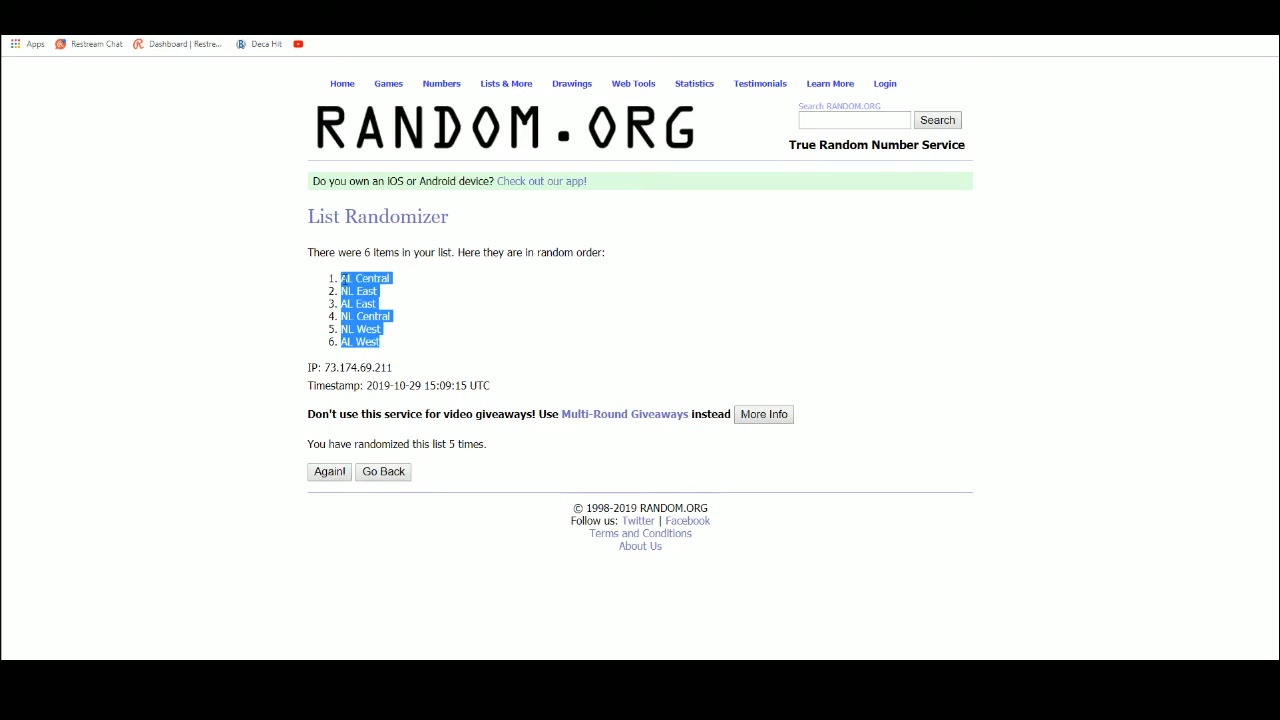 Apps Restream Chat Dashboard | Restre... Deca Hit
Home Games Numbers Lists & More Drawings Web Tools Statistics Testimonials Learn More Login
Search RANDOM.ORG
RANDOM.ORG
Search
True Random Number Service
Do you own an iOS or Android device? Check out our app!
List Randomizer
There were 6 items in your list. Here they are in random order:
1. AL Central
2. NL East
3. AL East
4. NL Central
5. NL West
6. AL West
IP: 73.174.69.211
Timestamp: 2019-10-29 15:09:15 UTC
Don't use this service for video giveaways! Use Multi-Round Giveaways instead More Info
You have randomized this list 5 times.
Again! Go Back
© 1998-2019 RANDOM.ORG
Follow us: Twitter | Facebook
Terms and Conditions
About Us